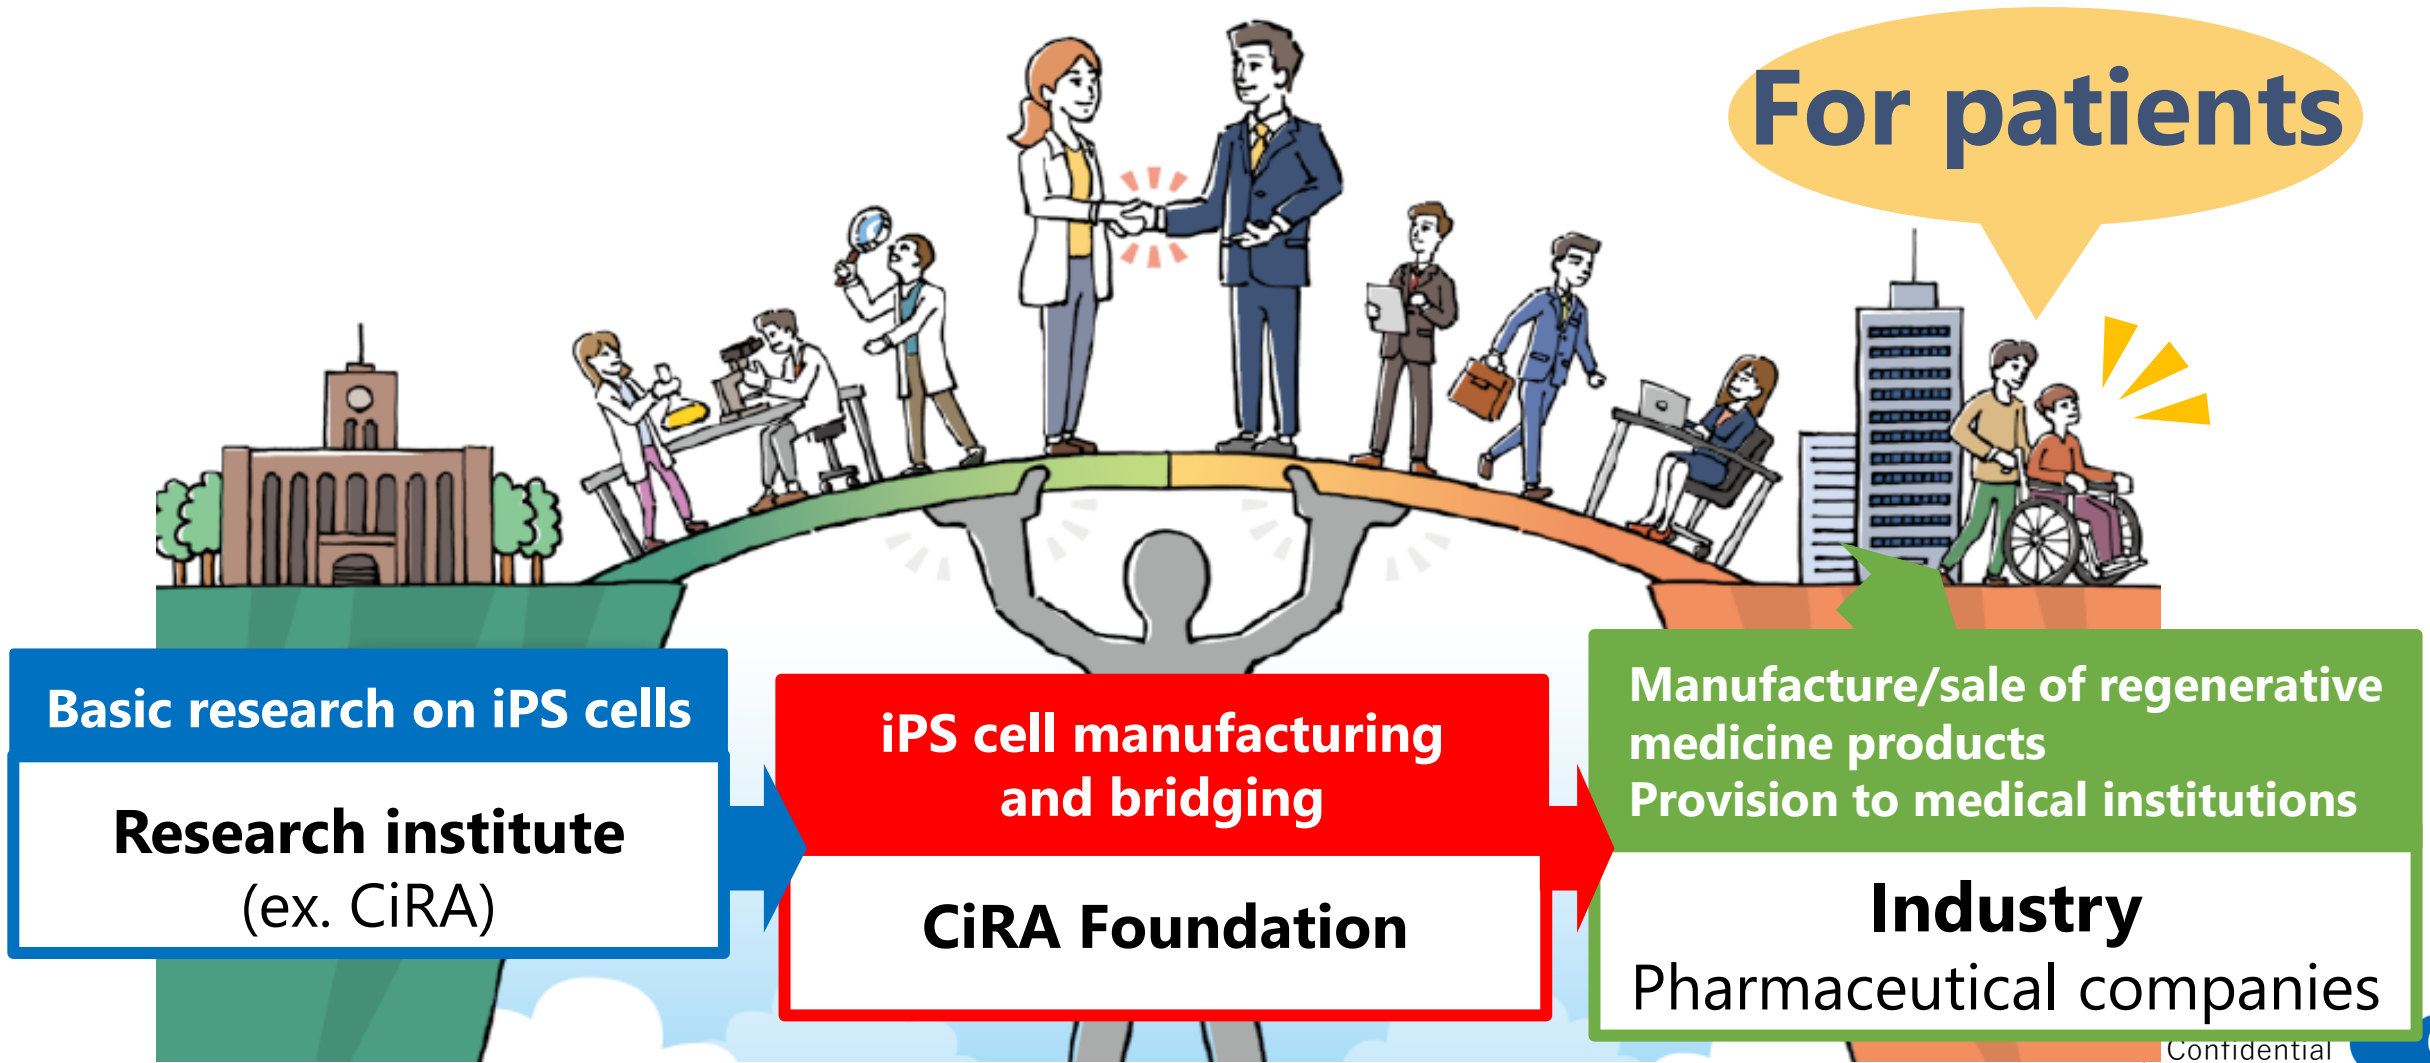 For patients
Basic research on iPS cells
Research institute
(ex. CiRA)
iPS cell manufacturing
and bridging
CiRA Foundation
Manufacture/sale of regenerative
medicine products
Provision to medical institutions
Industry
Pharmaceutical companies
Confidential